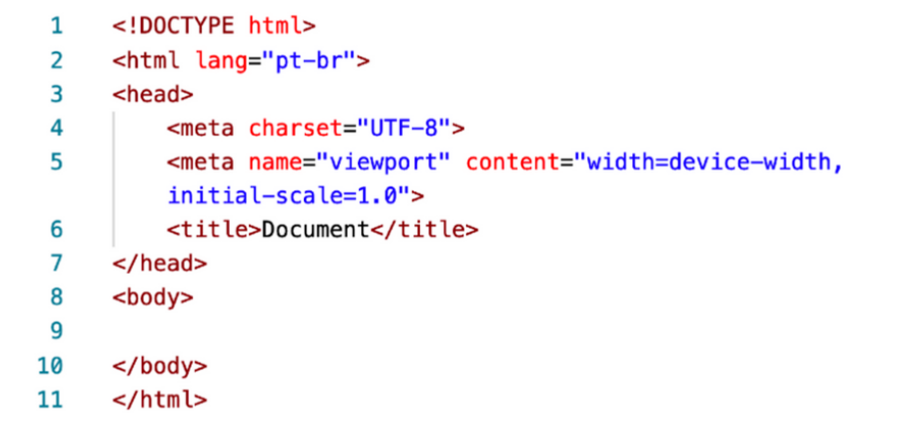 1 <!DOCTYPE html>
2 <html lang="pt-br">
3 <head>
4 <meta charset="UTF-8">
5 <meta name="viewport" content="width=device-width,
initial-scale=1.0">
6 <title>Document</title>
7 </head>
8 <body>
9
10 </body>
11 </html>